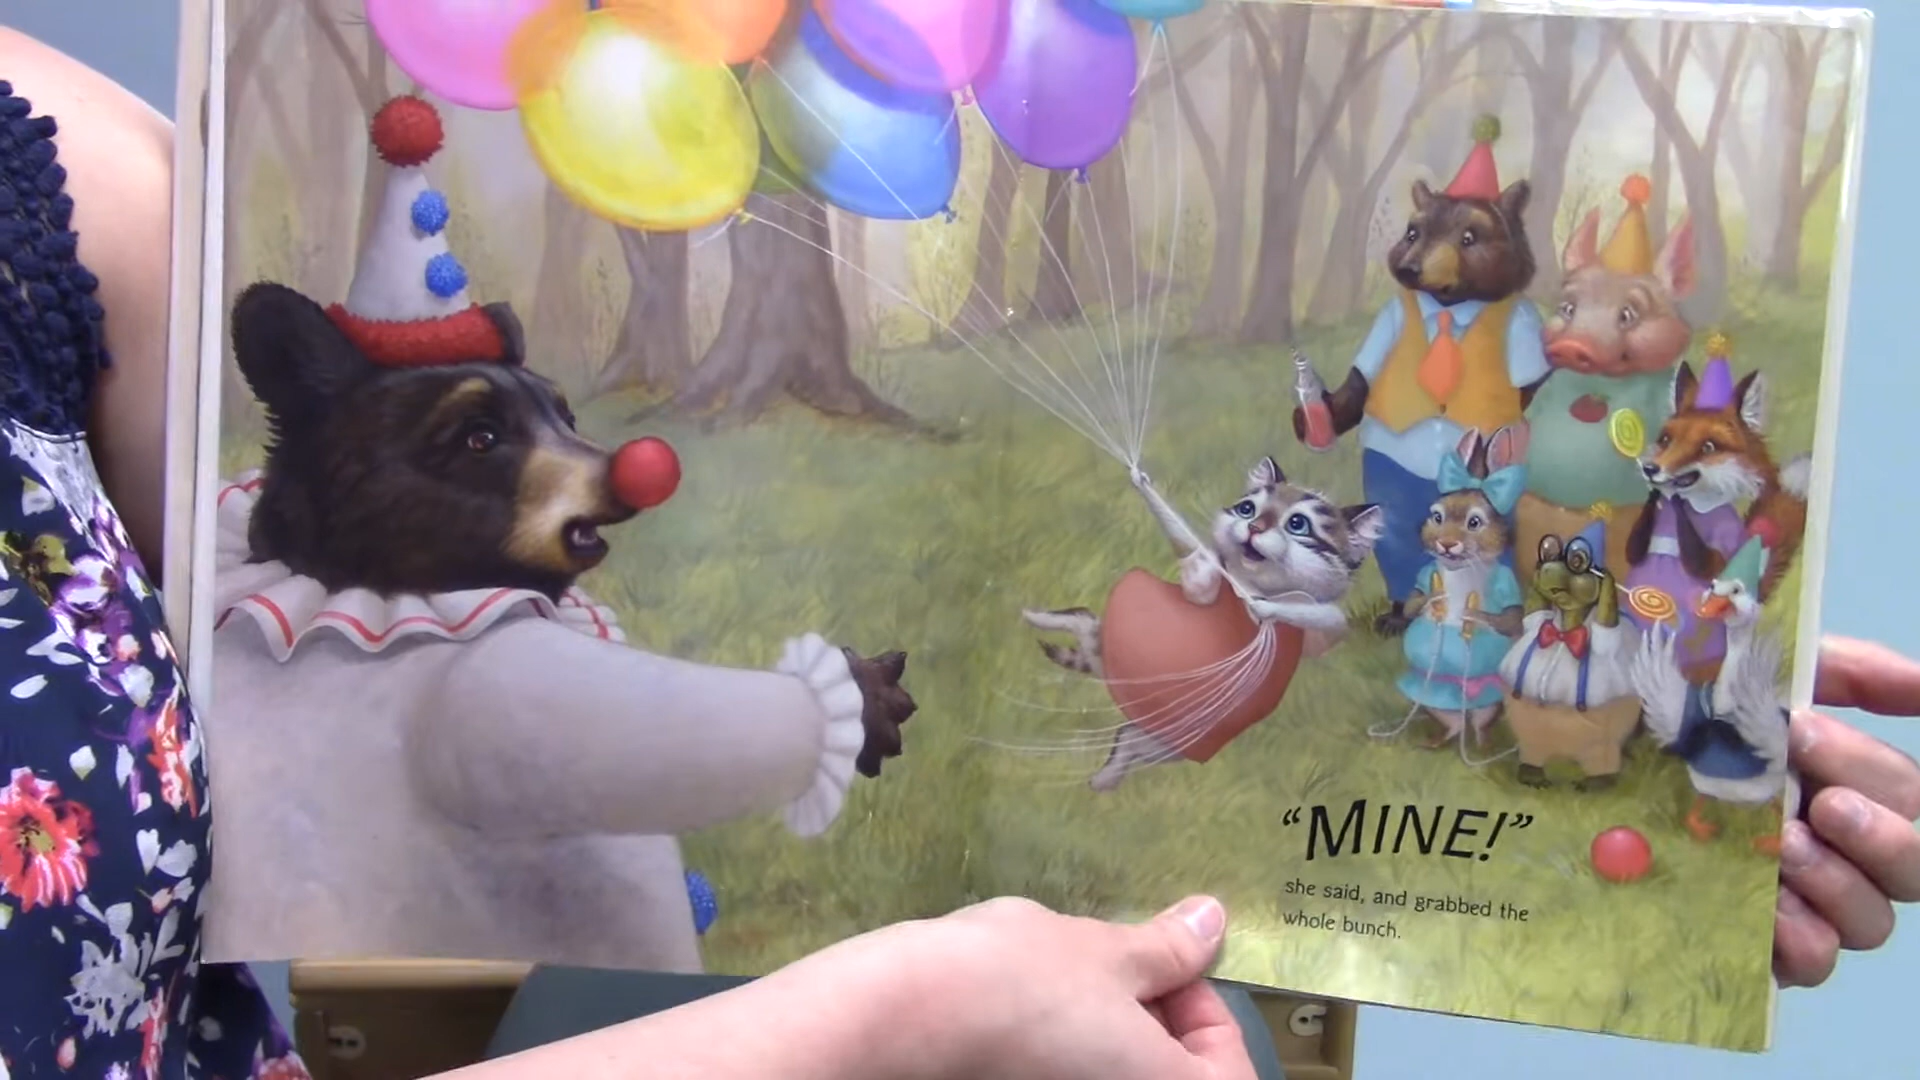 “MINE!”
she said, and grabbed the
whole bunch.